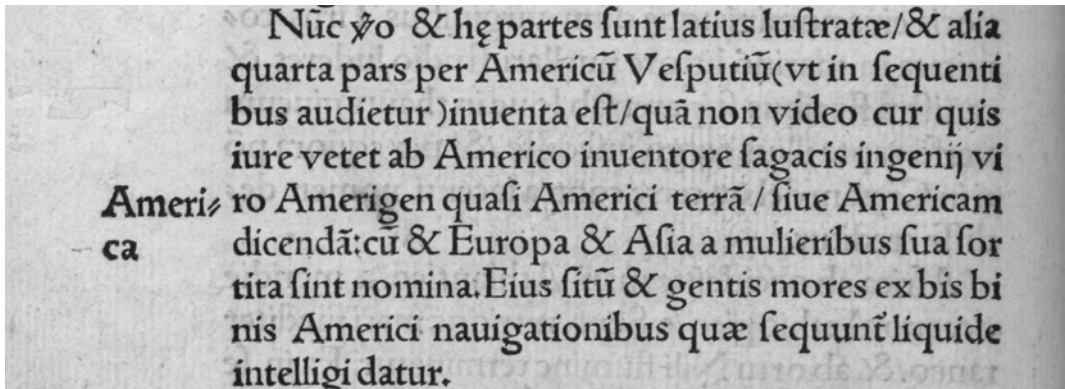 Nūc ꝟo & hę partes ſunt latius luſtratæ/& alia
quarta pars per Americū Veſputiū(vt in ſequenti
bus audietur )inuenta eſt/quā non video cur quis
iure vetet ab Americo inuentore ſagacis ingenij vi
Ameri⸗ ro Amerigen quaſi Americi terrā / ſiue Americam
ca dicendā:cū & Europa & Aſia a mulieribus ſua ſor
tita ſint nomina.Eius ſitū & gentis mores ex bis bi
nis Americi nauigationibus quæ ſequunt̃ liquide
intelligi datur.